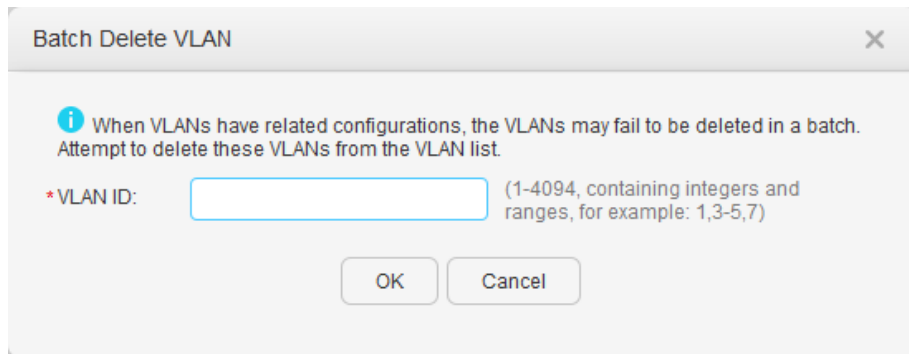 Batch Delete VLAN
When VLANs have related configurations, the VLANs may fail to be deleted in a batch.
Attempt to delete these VLANs from the VLAN list.
* VLAN ID:
(1-4094, containing integers and
ranges, for example: 1,3-5,7)
OK
Cancel